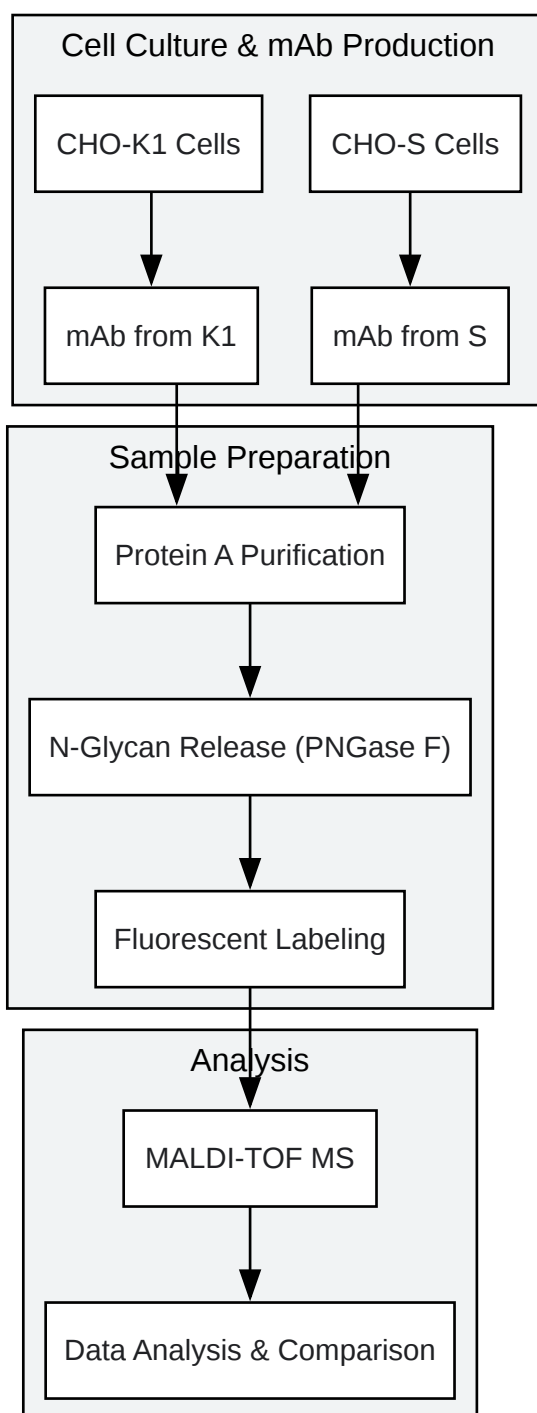 Cell Culture & mAb Production
CHO-K1 Cells
CHO-S Cells
mAb from K1
mAb from S
Sample Preparation
Protein A Purification
N-Glycan Release (PNGase F)
Fluorescent Labeling
Analysis
MALDI-TOF MS
Data Analysis & Comparison